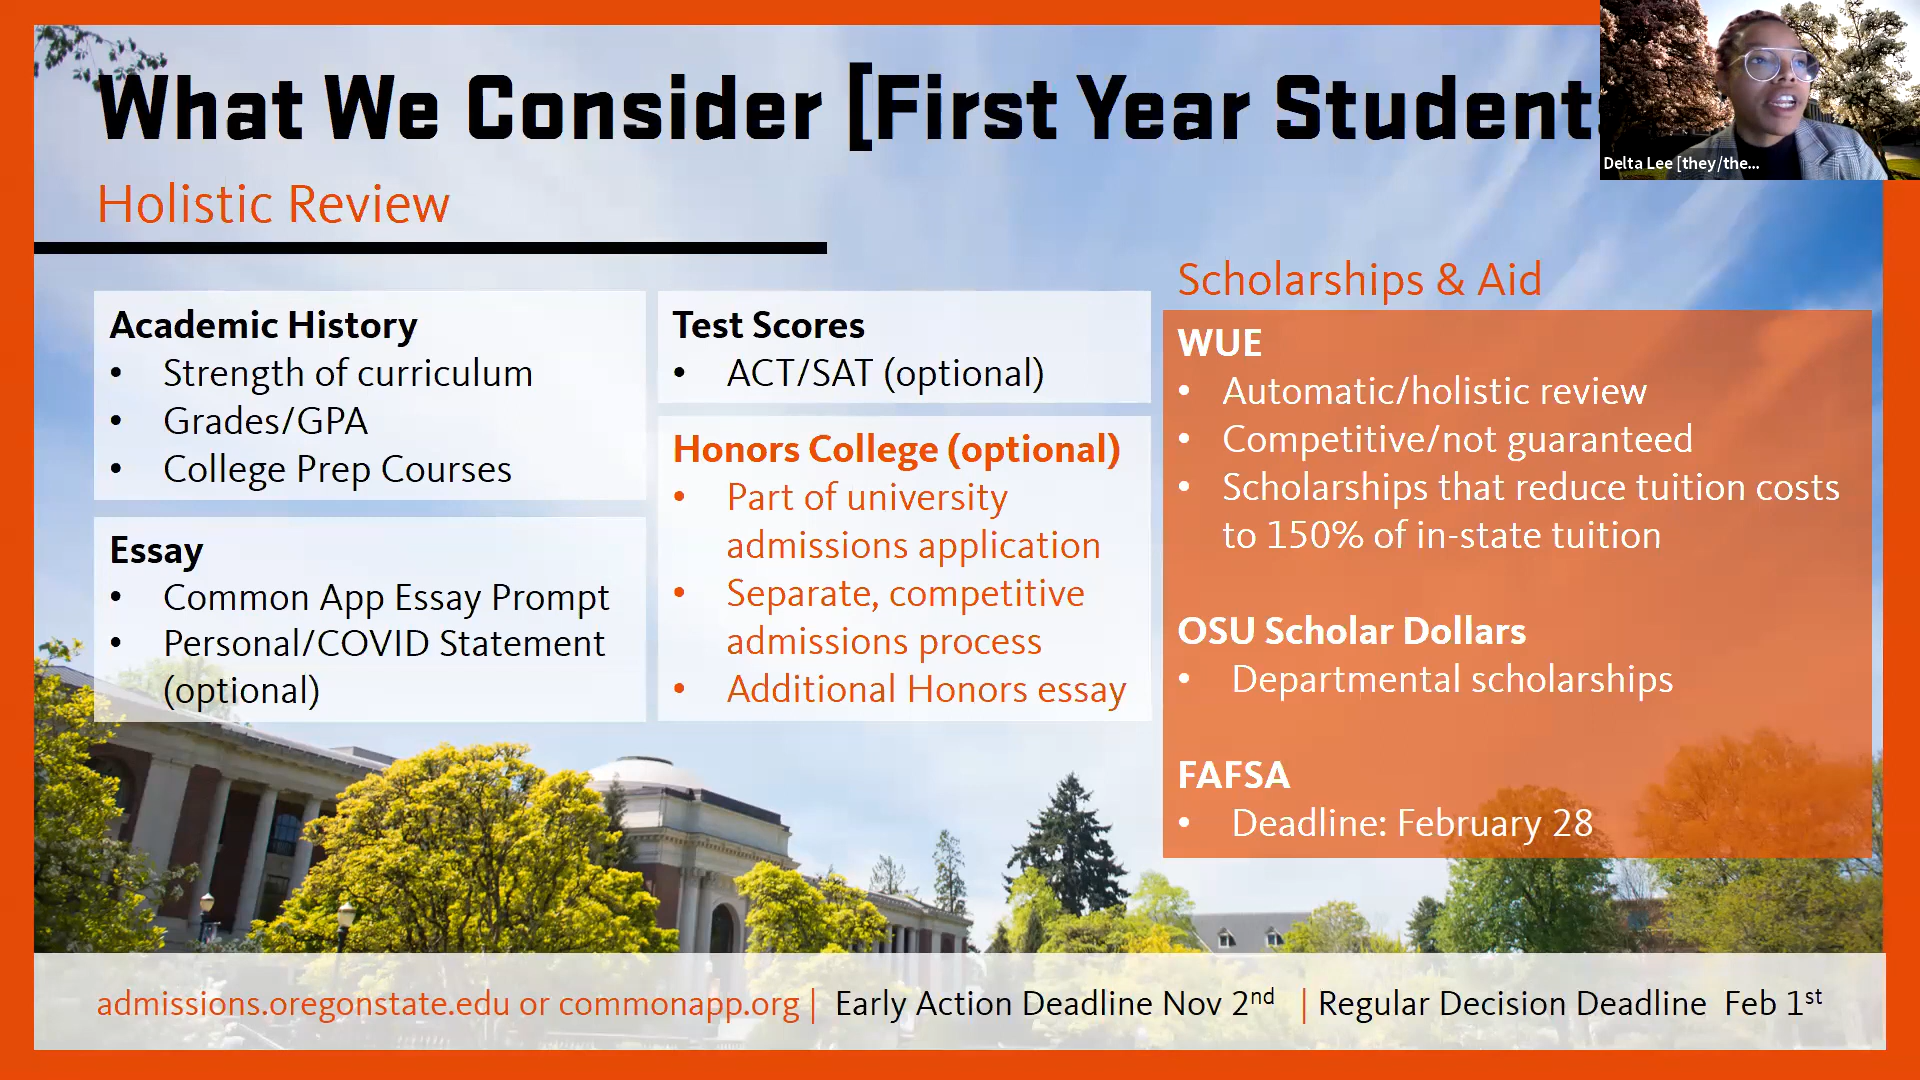 What We Consider [First Year Student
Delta Lee [they/the...
Holistic Review
Academic History
• Strength of curriculum
• Grades/GPA
• College Prep Courses
Essay
• Common App Essay Prompt
• Personal/COVID Statement
(optional)
Test Scores
• ACT/SAT (optional)
Honors College (optional)
• Part of university
admissions application
• Separate, competitive
admissions process
• Additional Honors essay
Scholarships & Aid
WUE
• Automatic/holistic review
• Competitive/not guaranteed
• Scholarships that reduce tuition costs
to 150% of in-state tuition
OSU Scholar Dollars
• Departmental scholarships
FAFSA
• Deadline: February 28
admissions.oregonstate.edu or commonapp.org | Early Action Deadline Nov 2nd | Regular Decision Deadline Feb 1st